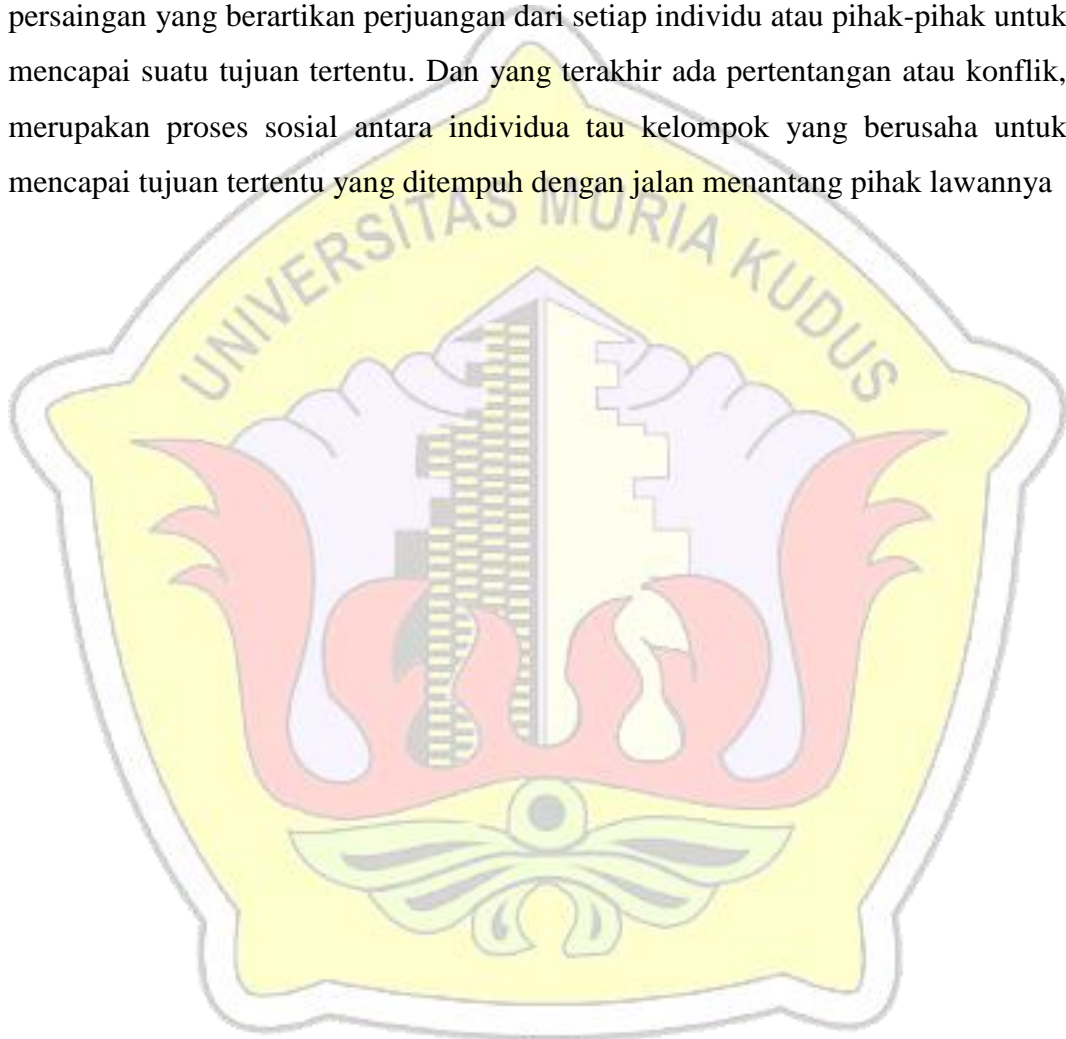 persaingan yang berartikan perjuangan dari setiap individu atau pihak-pihak untuk
mencapai suatu tujuan tertentu. Dan yang terakhir ada pertentangan atau konflik,
merupakan proses sosial antara individua tau kelompok yang berusaha untuk
mencapai tujuan tertentu yang ditempuh dengan jalan menantang pihak lawannya
UNIVERSITAS MURIA KUDUS